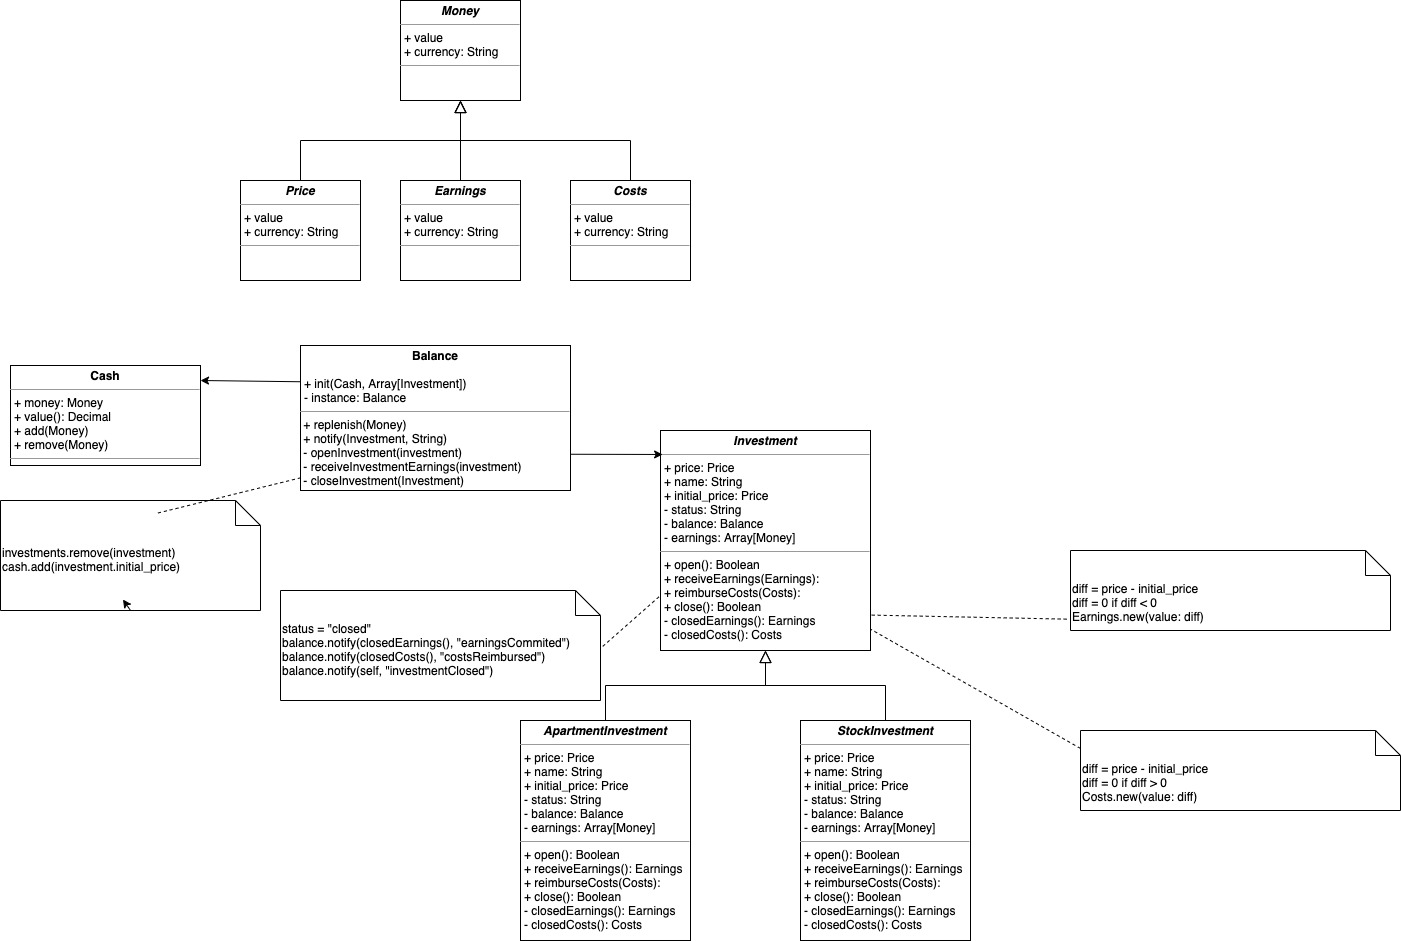 Money
+ value
+ currency: String
Price
+ value
+ currency: String
Earnings
+ value
+ currency: String
Costs
+ value
+ currency: String
Cash
+ money: Money
+ value(): Decimal
+ add(Money)
+ remove(Money)
Balance
+ init(Cash, Array[Investment])
- instance: Balance
+ replenish(Money)
+ notify(Investment, String)
- openInvestment(investment)
- receiveInvestmentEarnings(investment)
- closeInvestment(Investment)
Investment
+ price: Price
+ name: String
+ initial_price: Price
- status: String
- balance: Balance
- earnings: Array[Money]
+ open(): Boolean
+ receiveEarnings(Earnings):
+ reimburseCosts(Costs):
+ close(): Boolean
- closedEarnings(): Earnings
- closedCosts(): Costs
investments.remove(investment)
cash.add(investment.initial_price)
status = "closed"
balance.notify(closedEarnings(), "earningsCommited")
balance.notify(closedCosts(), "costsReimbursed")
balance.notify(self, "investmentClosed")
diff = price - initial_price
diff = 0 if diff < 0
Earnings.new(value: diff)
diff = price - initial_price
diff = 0 if diff > 0
Costs.new(value: diff)
ApartmentInvestment
+ price: Price
+ name: String
+ initial_price: Price
- status: String
- balance: Balance
- earnings: Array[Money]
+ open(): Boolean
+ receiveEarnings(): Earnings
+ reimburseCosts(Costs):
+ close(): Boolean
- closedEarnings(): Earnings
- closedCosts(): Costs
StockInvestment
+ price: Price
+ name: String
+ initial_price: Price
- status: String
- balance: Balance
- earnings: Array[Money]
+ open(): Boolean
+ receiveEarnings(): Earnings
+ reimburseCosts(Costs):
+ close(): Boolean
- closedEarnings(): Earnings
- closedCosts(): Costs